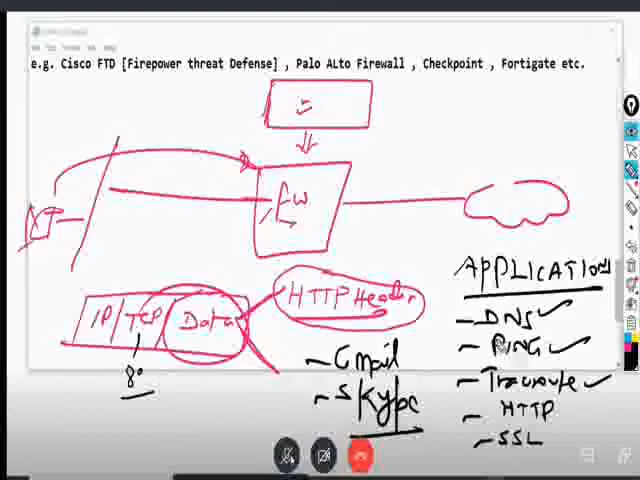 e.g. Cisco FTD [Firepower threat Defense] , Palo ALto Firewall , Checkpoint , Fortigate etc.
FW
APPLICATION
HTTP Header
IP/TCP/Data
- DNS ✓
- PING ✓
80
- Gmail
- Traceroute ✓
- Skype
- HTTP
- SSL